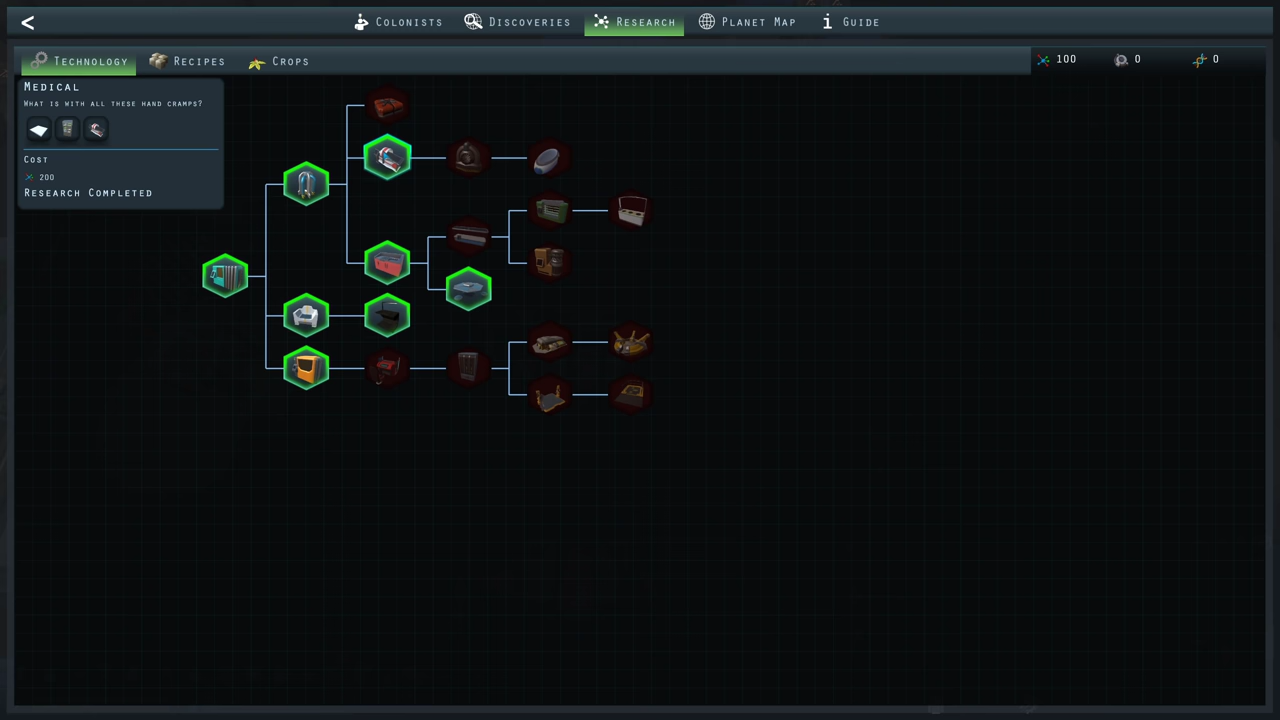 < Colonists Discoveries Research Planet Map Guide
Technology Recipes Crops 100 0 0
Medical
What is with all these hand cramps?
Cost
200
Research Completed